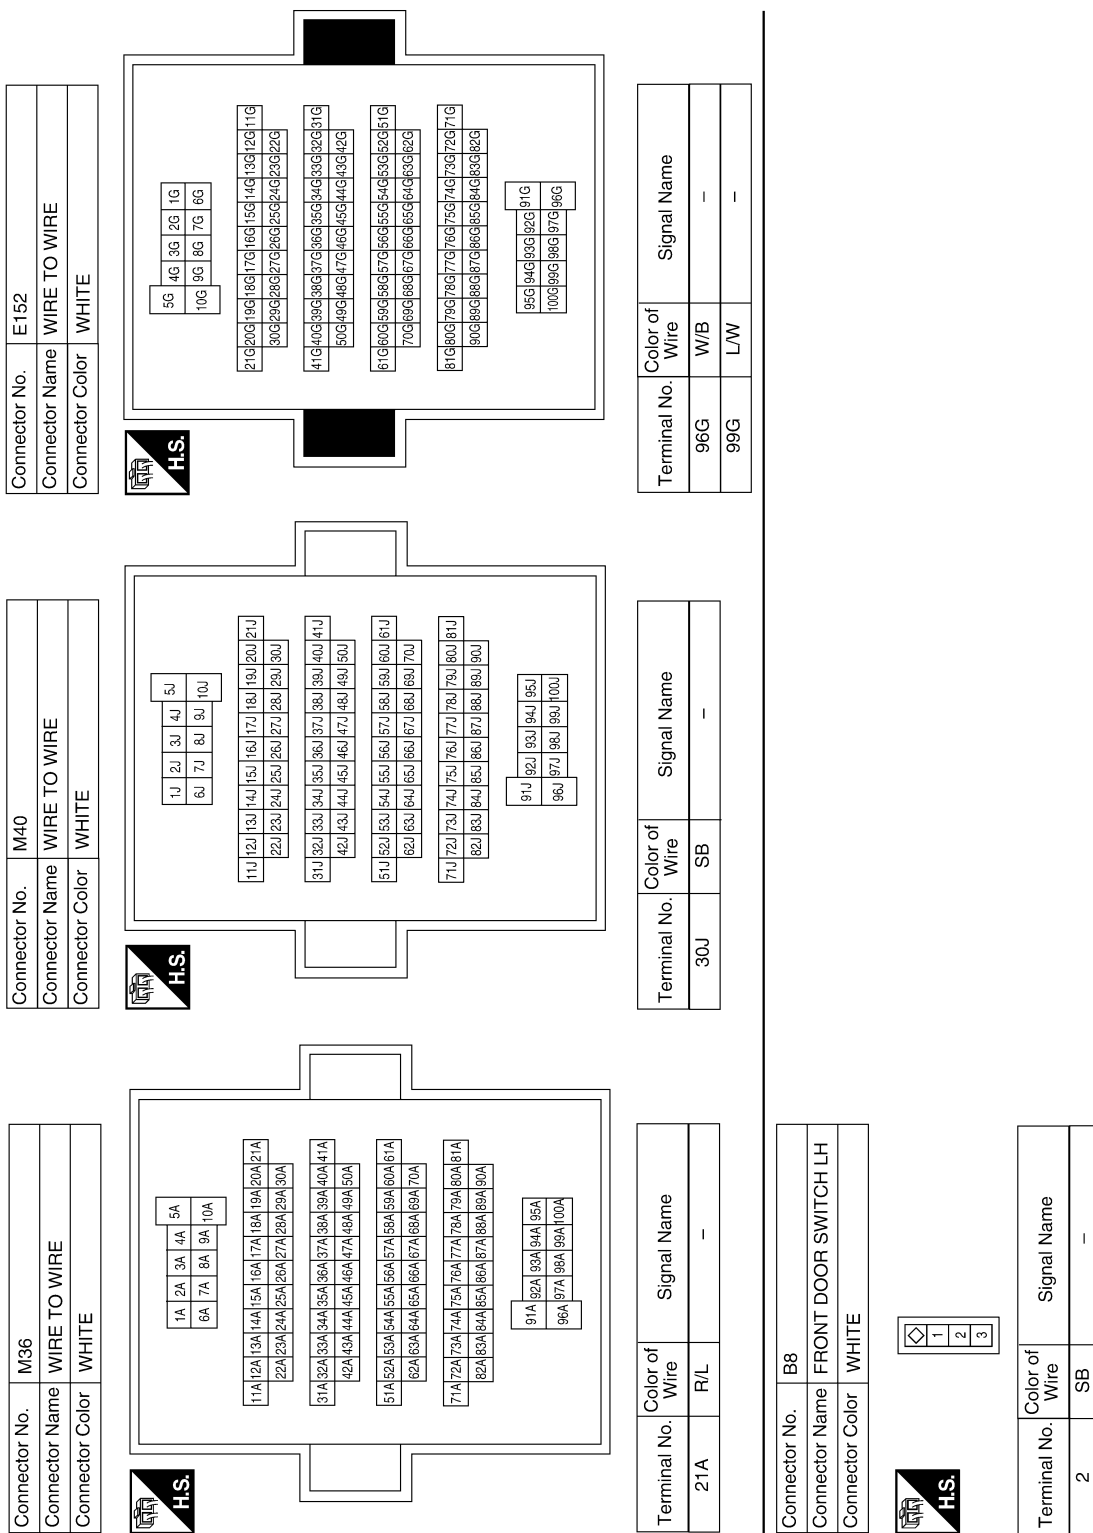 Connector No. M36
Connector Name WIRE TO WIRE
Connector Color WHITE
H.S.
1A 2A 3A 4A 5A
6A 7A 8A 9A 10A
11A 12A 13A 14A 15A 16A 17A 18A 19A 20A 21A
22A 23A 24A 25A 26A 27A 28A 29A 30A
31A 32A 33A 34A 35A 36A 37A 38A 39A 40A 41A
42A 43A 44A 45A 46A 47A 48A 49A 50A
51A 52A 53A 54A 55A 56A 57A 58A 59A 60A 61A
62A 63A 64A 65A 66A 67A 68A 69A 70A
71A 72A 73A 74A 75A 76A 77A 78A 79A 80A 81A
82A 83A 84A 85A 86A 87A 88A 89A 90A
91A 92A 93A 94A 95A
96A 97A 98A 99A 100A
Terminal No. Color of Wire Signal Name
21A R/L –
Connector No. M40
Connector Name WIRE TO WIRE
Connector Color WHITE
H.S.
1J 2J 3J 4J 5J
6J 7J 8J 9J 10J
11J 12J 13J 14J 15J 16J 17J 18J 19J 20J 21J
22J 23J 24J 25J 26J 27J 28J 29J 30J
31J 32J 33J 34J 35J 36J 37J 38J 39J 40J 41J
42J 43J 44J 45J 46J 47J 48J 49J 50J
51J 52J 53J 54J 55J 56J 57J 58J 59J 60J 61J
62J 63J 64J 65J 66J 67J 68J 69J 70J
71J 72J 73J 74J 75J 76J 77J 78J 79J 80J 81J
82J 83J 84J 85J 86J 87J 88J 89J 90J
91J 92J 93J 94J 95J
96J 97J 98J 99J 100J
Terminal No. Color of Wire Signal Name
30J SB –
Connector No. E152
Connector Name WIRE TO WIRE
Connector Color WHITE
H.S.
5G 4G 3G 2G 1G
10G 9G 8G 7G 6G
21G 20G 19G 18G 17G 16G 15G 14G 13G 12G 11G
30G 29G 28G 27G 26G 25G 24G 23G 22G
41G 40G 39G 38G 37G 36G 35G 34G 33G 32G 31G
50G 49G 48G 47G 46G 45G 44G 43G 42G
61G 60G 59G 58G 57G 56G 55G 54G 53G 52G 51G
70G 69G 68G 67G 66G 65G 64G 63G 62G
81G 80G 79G 78G 77G 76G 75G 74G 73G 72G 71G
90G 89G 88G 87G 86G 85G 84G 83G 82G
95G 94G 93G 92G 91G
100G 99G 98G 97G 96G
Terminal No. Color of Wire Signal Name
96G W/B –
99G L/W –
Connector No. B8
Connector Name FRONT DOOR SWITCH LH
Connector Color WHITE
H.S.
1
2
3
Terminal No. Color of Wire Signal Name
2 SB –